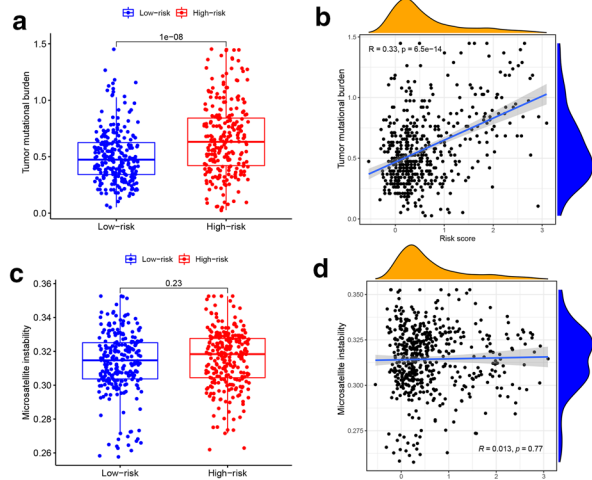 a
Low−risk High−risk
1e−08
Tumor mutational burden
1.5
1.0
0.5
0.0
Low−risk High−risk
b
R = 0.33, p = 6.5e−14
Tumor mutational burden
1.5
1.0
0.5
0.0
0 1 2 3
Risk score
c
Low−risk High−risk
0.23
Microsatellite instability
0.36
0.34
0.32
0.30
0.28
0.26
Low−risk High−risk
d
Microsatellite instability
0.350
0.325
0.300
0.275
R = 0.013, p = 0.77
0 1 2 3